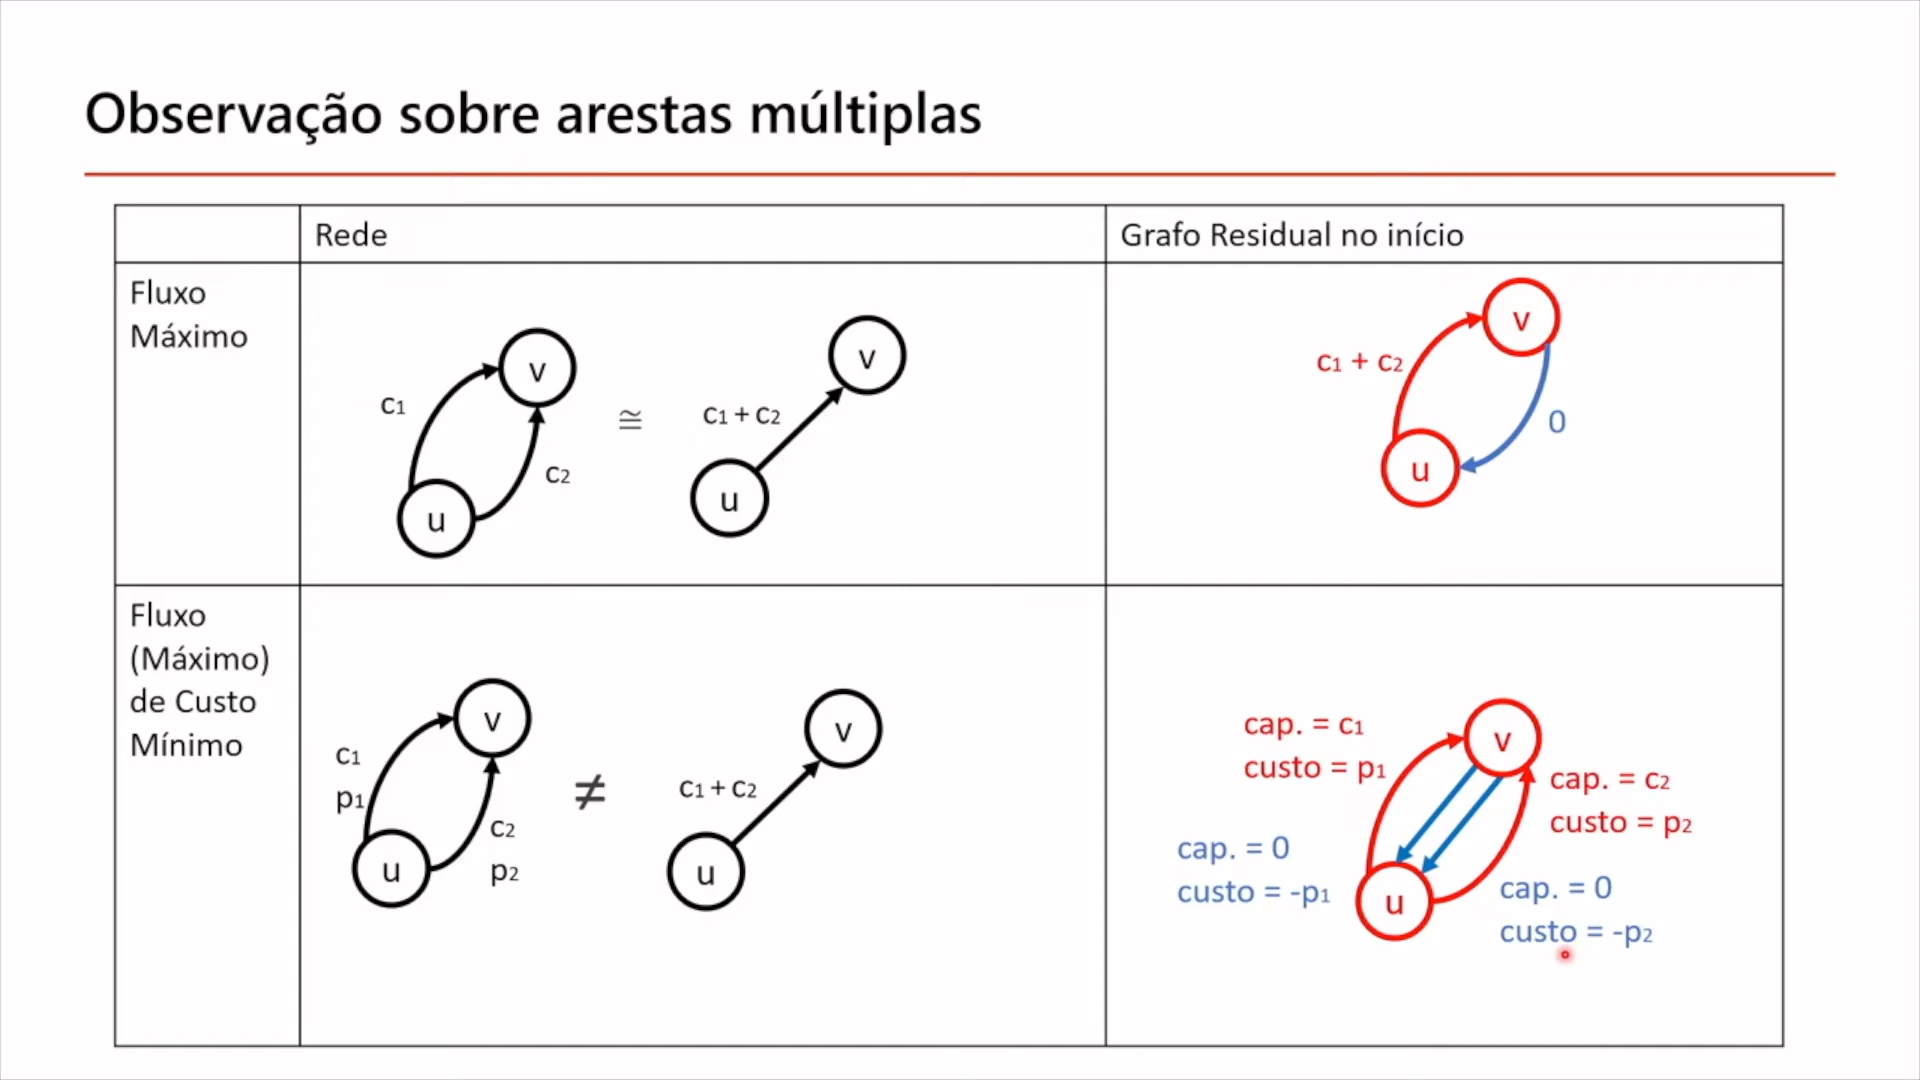 Observação sobre arestas múltiplas
Rede
Grafo Residual no início
Fluxo
Máximo
c1
v
c2
u
≅
c1 + c2
v
u
c1 + c2
v
0
u
Fluxo
(Máximo)
de Custo
Mínimo
c1
p1
v
c2
p2
u
≠
c1 + c2
v
u
cap. = c1
custo = p1
v
cap. = c2
custo = p2
cap. = 0
custo = -p1
u
cap. = 0
custo = -p2